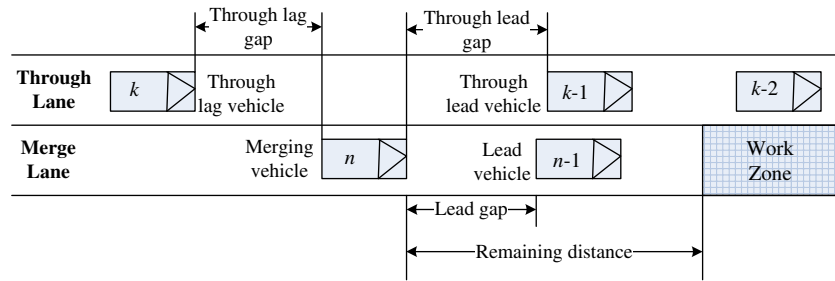 Through lag
gap
Through lead
gap
Through
Lane
k
Through
lag vehicle
Through
lead vehicle
k-1
k-2
Merge
Lane
Merging
vehicle
n
Lead
vehicle
n-1
Work
Zone
Lead gap
Remaining distance